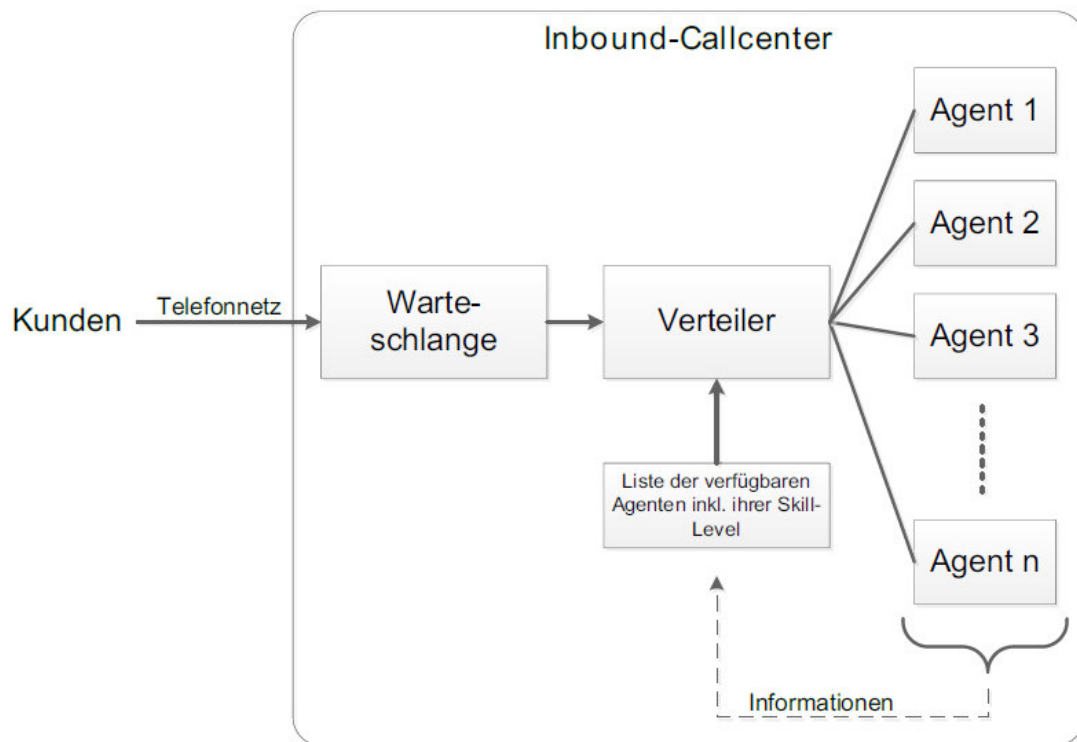 Inbound-Callcenter
Kunden
Telefonnetz
Warte-
schlange
Verteiler
Agent 1
Agent 2
Agent 3
Agent n
Liste der verfügbaren
Agenten inkl. ihrer Skill-
Level
Informationen